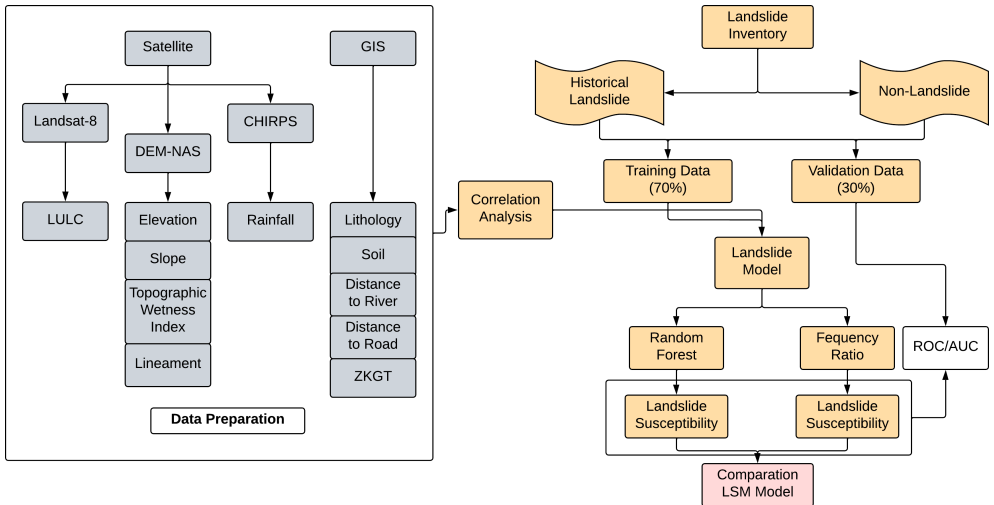 Satellite
GIS
Landsat-8
DEM-NAS
CHIRPS
LULC
Elevation
Slope
Topographic
Wetness
Index
Lineament
Rainfall
Lithology
Soil
Distance
to River
Distance
to Road
ZKGT
Data Preparation
Correlation
Analysis
Landslide
Inventory
Historical
Landslide
Non-Landslide
Training Data
(70%)
Validation Data
(30%)
Landslide
Model
Random
Forest
Fequency
Ratio
ROC/AUC
Landslide
Susceptibility
Landslide
Susceptibility
Comparation
LSM Model